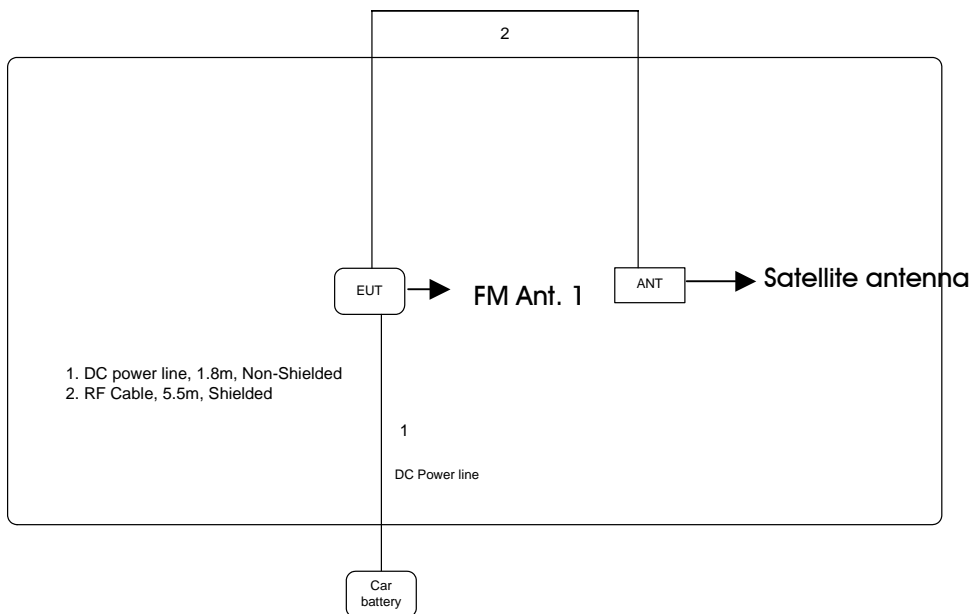 2
EUT
FM Ant. 1
ANT
Satellite antenna
1. DC power line, 1.8m, Non-Shielded
2. RF Cable, 5.5m, Shielded
1
DC Power line
Car
battery